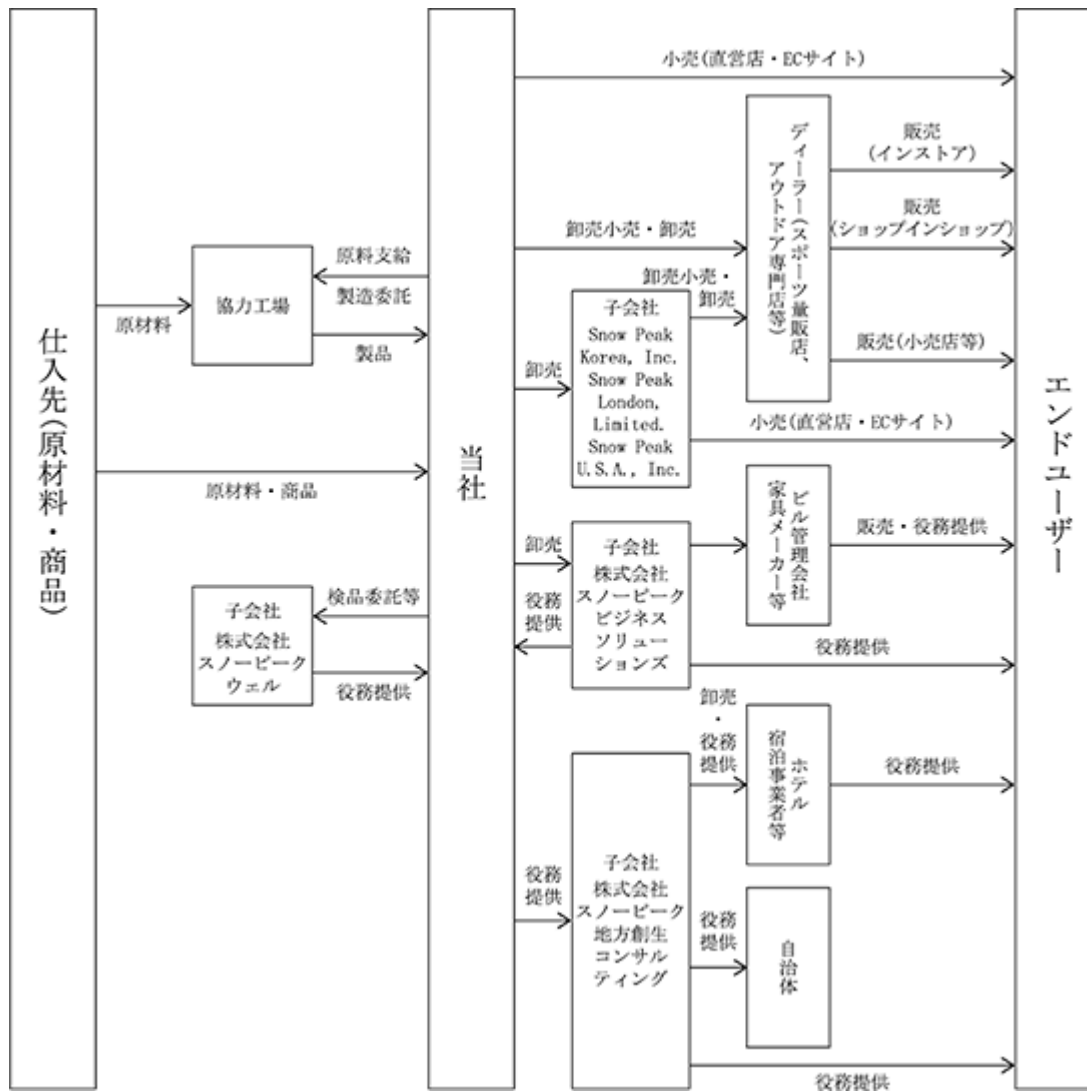 仕入先(原材料・商品)
原材料
協力工場
原料支給
製造委託
製品
原材料・商品
子会社
株式会社
スノーピーク
ウェル
検品委託等
役務提供
当社
小売(直営店・ECサイト)
卸売小売・卸売
卸売
子会社
Snow Peak
Korea, Inc.
Snow Peak
London,
Limited.
Snow Peak
U.S.A., Inc.
卸売小売・
卸売
ディーラー(スポーツ量販店、
アウトドア専門店等)
販売
(インストア)
販売
(ショップインショップ)
販売(小売店等)
小売(直営店・ECサイト)
卸売
役務
提供
子会社
株式会社
スノーピーク
ビジネス
ソリュー
ションズ
ビル管理会社
家具メーカー等
販売・役務提供
役務提供
役務
提供
子会社
株式会社
スノーピーク
地方創生
コンサル
ティング
卸売
・
役務
提供
ホテル
宿泊事業者等
役務提供
役務
提供
自治体
役務提供
エンドユーザー